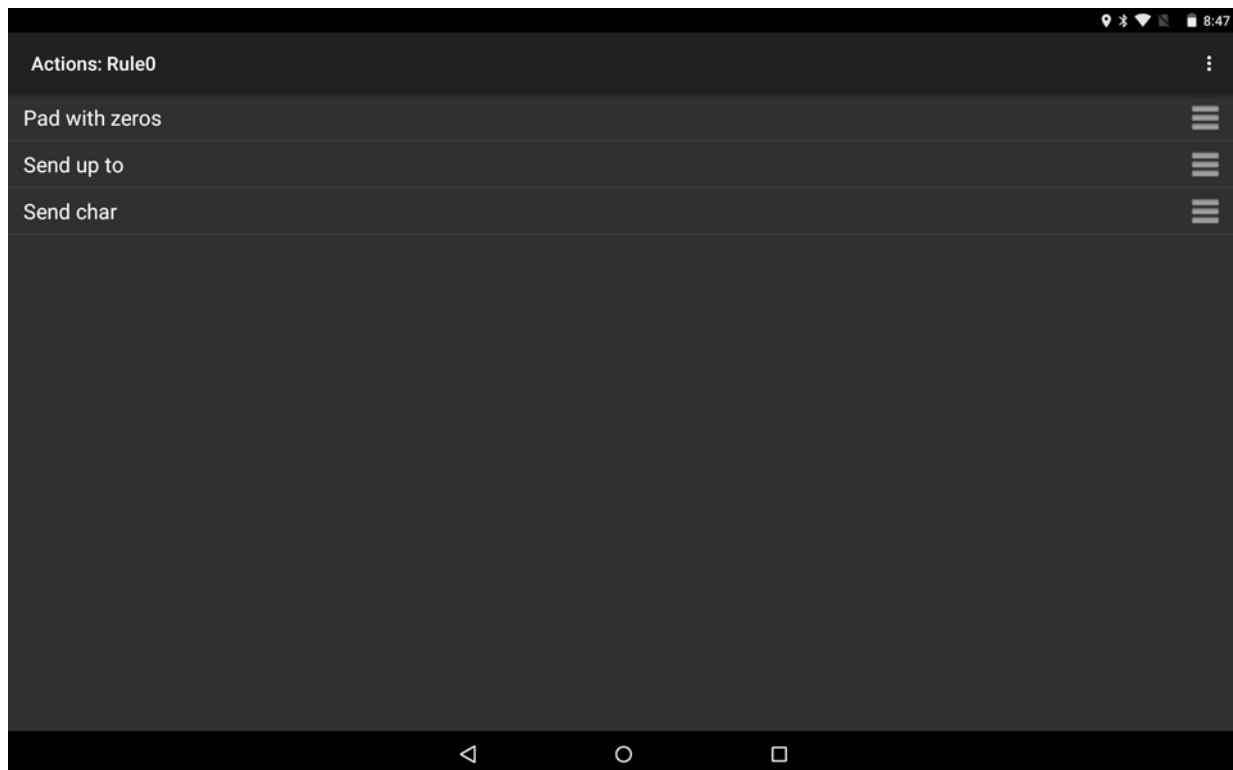 8:47
Actions: Rule0
Pad with zeros
Send up to
Send char